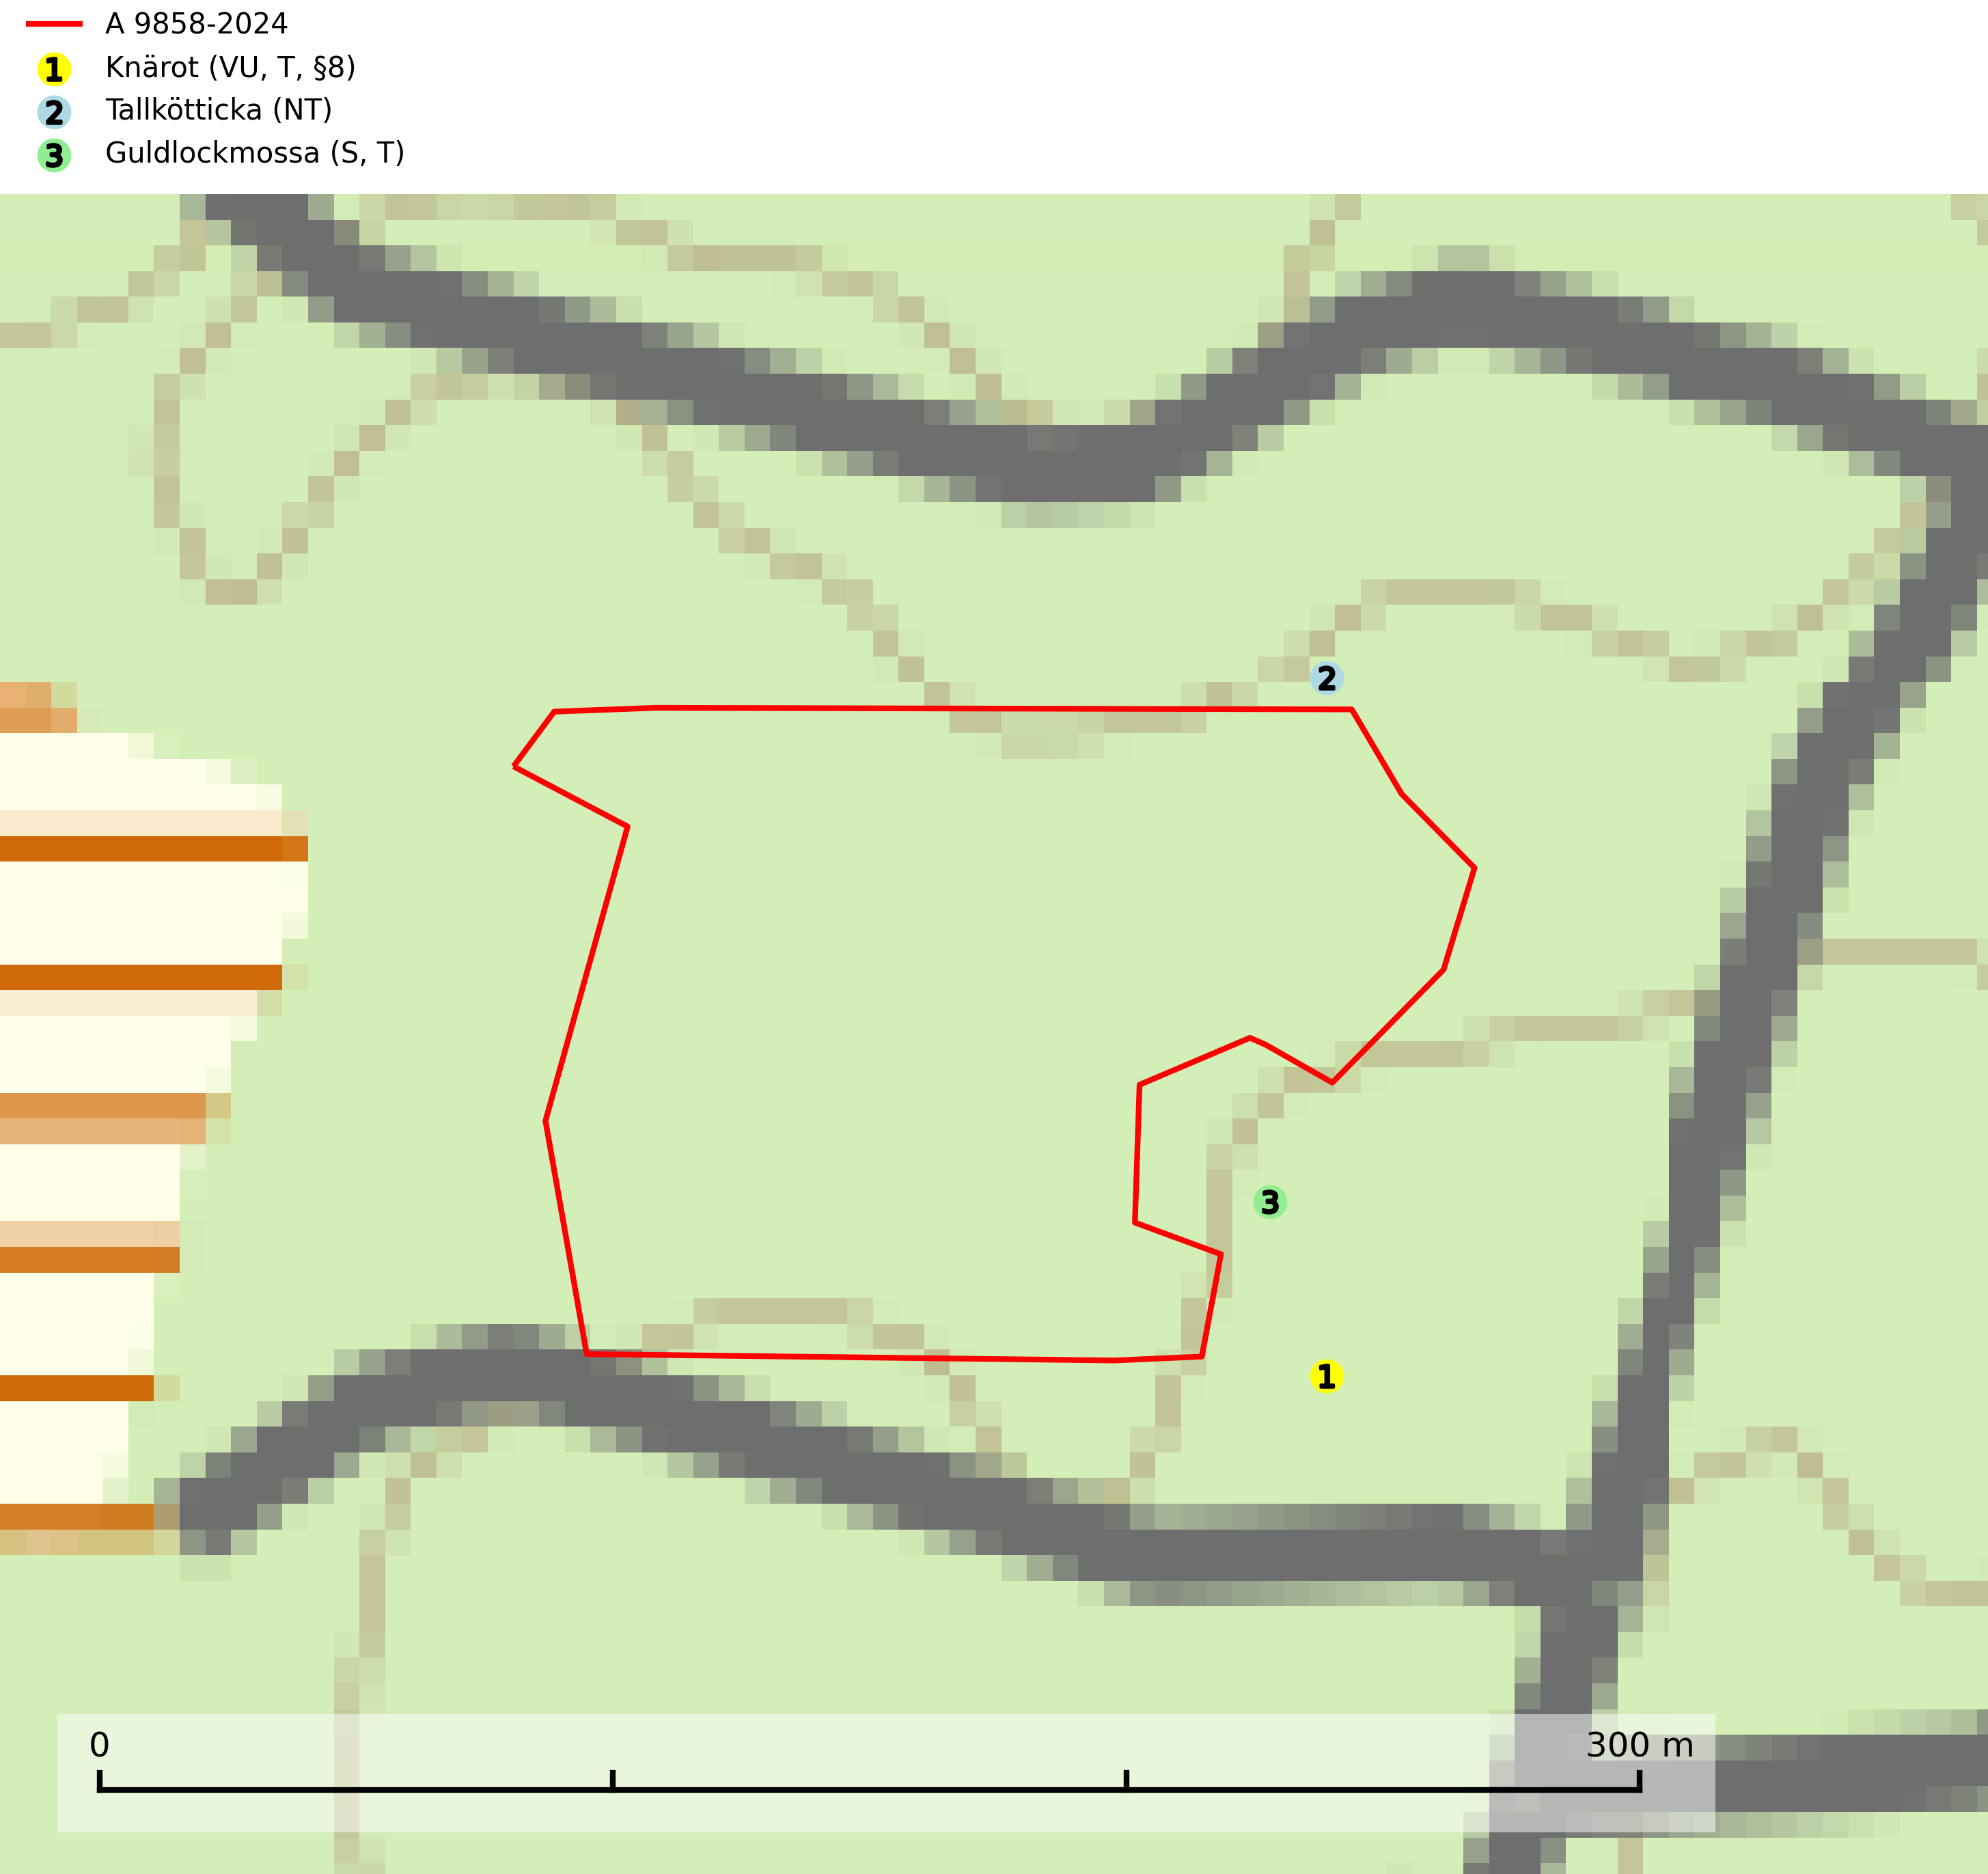 A 9858-2024
1 Knärot (VU, T, §8)
2 Tallkötticka (NT)
3 Guldlockmossa (S, T)
2
3
1
0 300 m